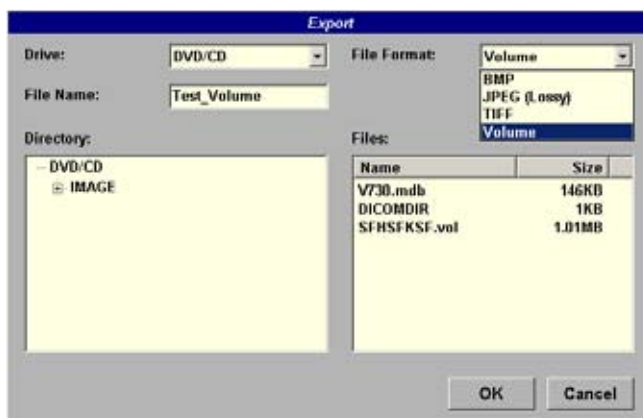 Export
Drive: DVD/CD File Format: Volume
BMP
JPEG (Lossy)
TIFF
Volume
File Name: Test_Volume
Directory: Files:
DVD/CD
IMAGE
Name Size
V730.mdb 146KB
DICOMDIR 1KB
SFHSFKSF.vol 1.01MB
OK Cancel